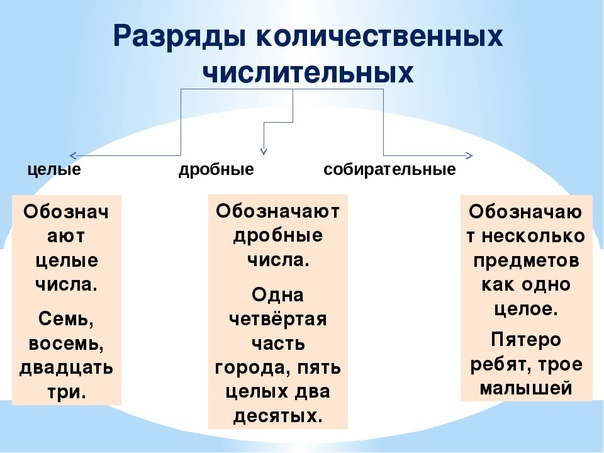 Разряды количественных
числительных
целые
дробные
собирательные
Обознач
ают
целые
числа.
Семь,
восемь,
двадцать
три.
Обозначают
дробные
числа.
Одна
четвёртая
часть
города, пять
целых два
десятых.
Обозначаю
т несколько
предметов
как одно
целое.
Пятеро
ребят, трое
малышей